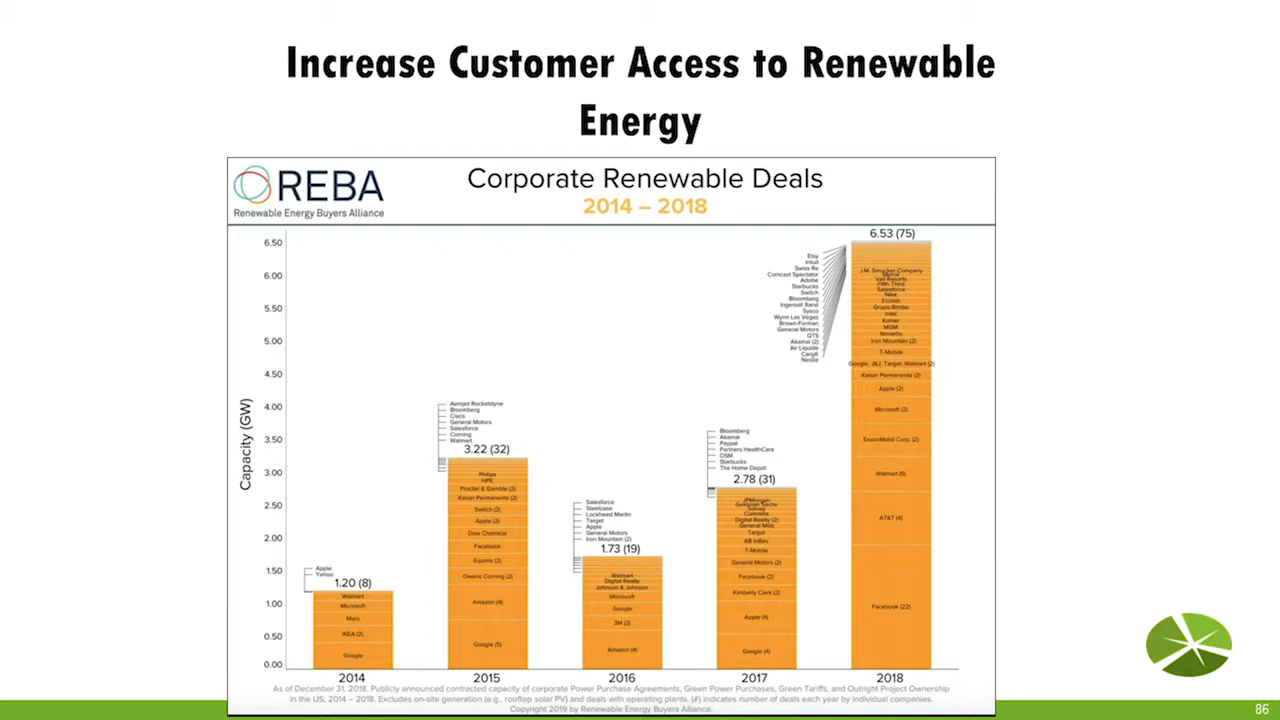 Increase Customer Access to Renewable
Energy
REBA
Renewable Energy Buyers Alliance
Corporate Renewable Deals
2014 – 2018
Capacity (GW)
6.50
6.00
5.50
5.00
4.50
4.00
3.50
3.00
2.50
2.00
1.50
1.00
0.50
0.00
Apple
Yahoo
1.20 (8)
Walmart
Microsoft
Mars
IKEA (2)
Google
2014
Aerojet Rocketdyne
Bloomberg
Cisco
General Motors
Salesforce
Corning
Walmart
3.22 (32)
Philips
HPE
Procter & Gamble (2)
Kaiser Permanente (2)
Switch (2)
Apple (2)
Dow Chemical
Facebook
Equinix (2)
Owens Corning (2)
Amazon (4)
Google (5)
2015
Salesforce
Steelcase
Lockheed Martin
Target
Apple
General Motors
Iron Mountain (2)
1.73 (19)
Walmart
Digital Realty
Johnson & Johnson
Microsoft
Google
3M (2)
Amazon (4)
2016
Bloomberg
Akamai
Paypal
Partners HealthCare
DSM
Starbucks
The Home Depot
2.78 (31)
JPMorgan
Goldman Sachs
Solvay
Cummins
Digital Realty (2)
General Mills
Target
AB InBev
T-Mobile
General Motors (2)
Facebook (2)
Kimberly Clark (2)
Apple (4)
Google (4)
2017
Etsy
Intuit
Swiss Re
Comcast Spectator
Adobe
Starbucks
Switch
Bloomberg
Ingersoll Rand
Sysco
Wynn Las Vegas
Brown-Forman
General Motors
QTS
Akamai (2)
Air Liquide
Cargill
Nestle
6.53 (75)
J.M. Smucker Company
Merck
Vail Resorts
Fifth Third
Salesforce
Nike
Ecolab
Grupo Bimbo
Intel
Kohler
MGM
Novartis
Iron Mountain (2)
T-Mobile
Google, J&J, Target, Walmart (2)
Kaiser Permanente (2)
Apple (2)
Microsoft (2)
ExxonMobil Corp. (2)
Walmart (5)
AT&T (4)
Facebook (22)
2018
As of December 31, 2018. Publicly announced contracted capacity of corporate Power Purchase Agreements, Green Power Purchases, Green Tariffs, and Outright Project Ownership
in the US, 2014 – 2018. Excludes on-site generation (e.g., rooftop solar PV) and deals with operating plants. (#) indicates number of deals each year by individual companies.
Copyright 2019 by Renewable Energy Buyers Alliance.
86